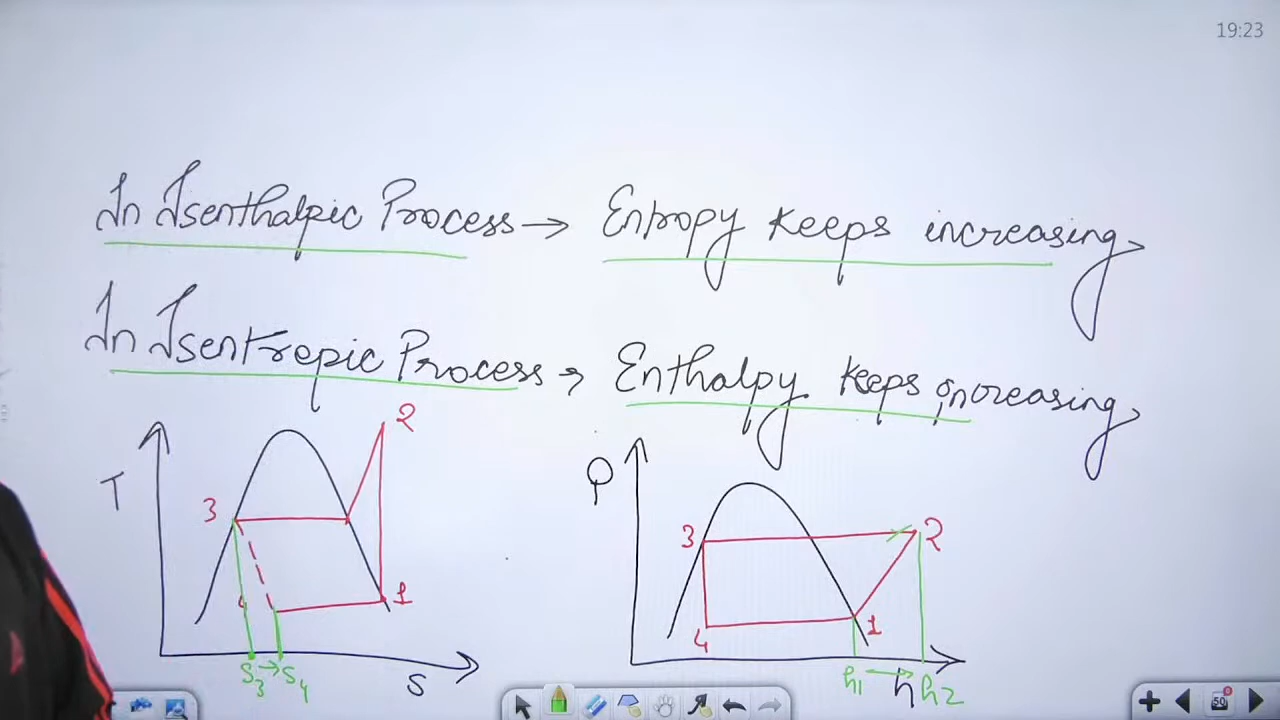 19:23
In Isenthalpic Process → Entropy keeps increasing,
In Isentropic Process → Enthalpy keeps increasing,
T
3
2
1
S3 → S4
S
P
3
2
4
1
h1 → h h2
50